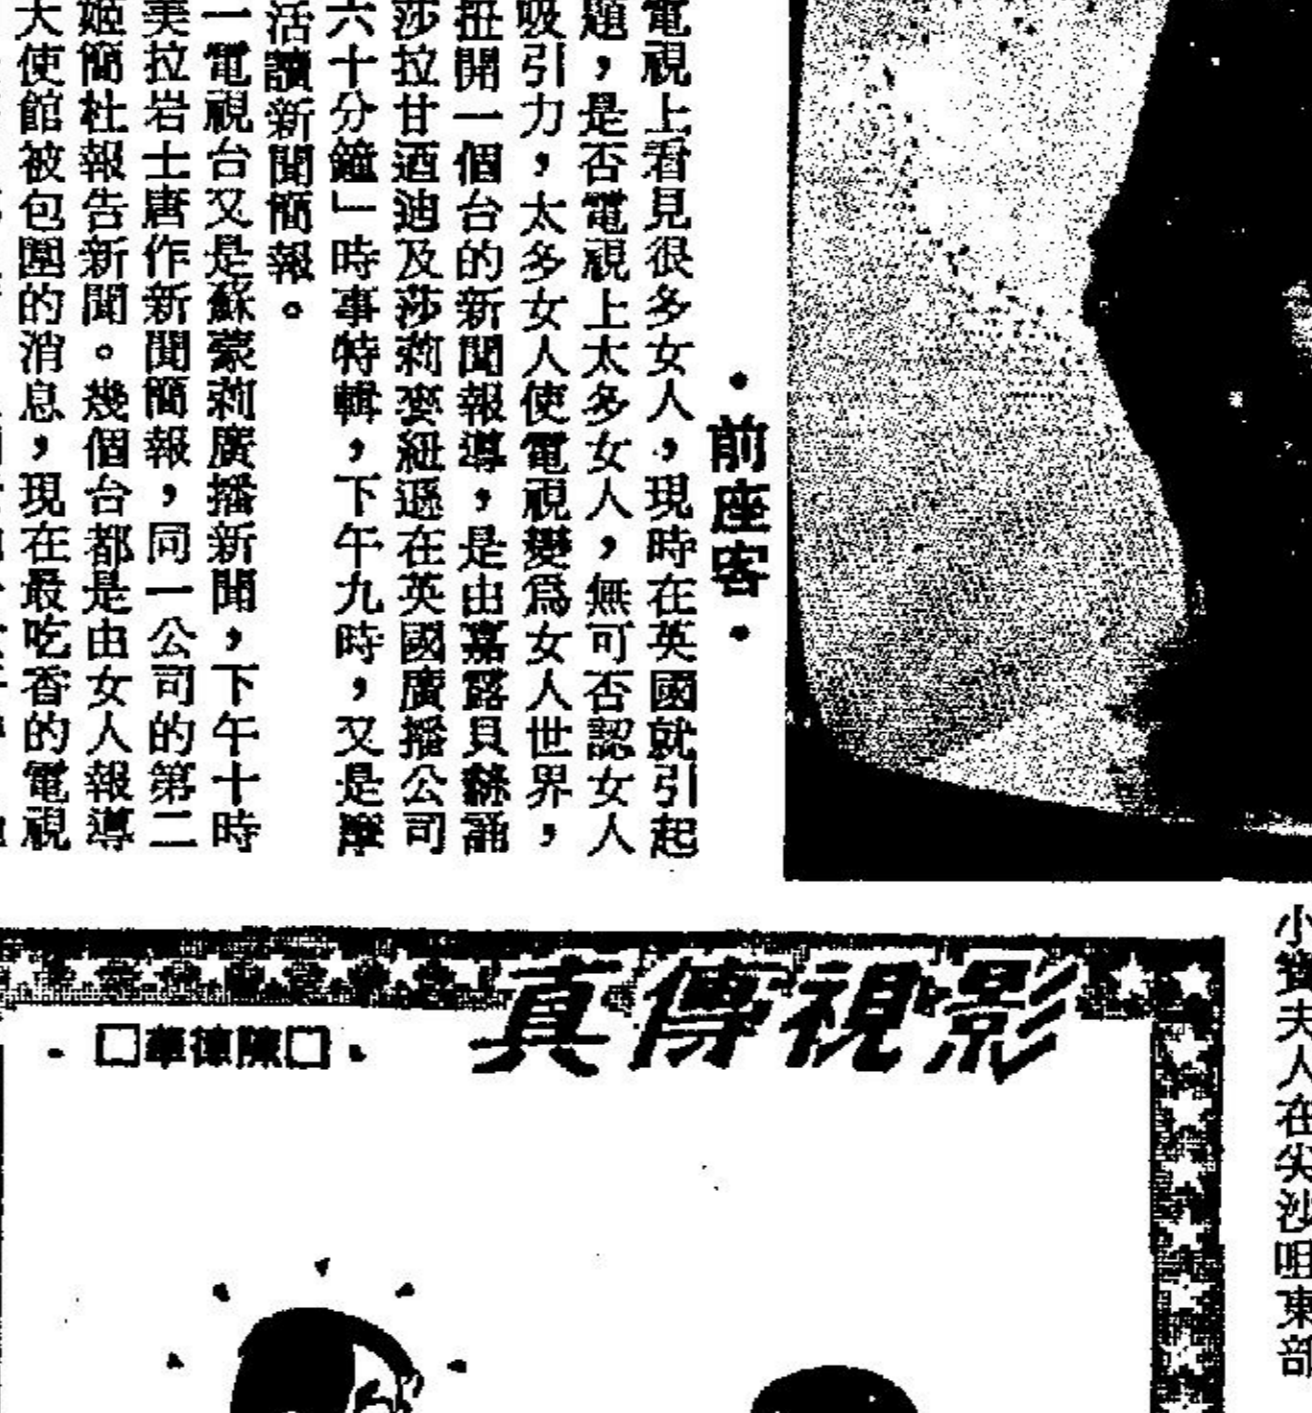 •前座客•
電視上看見很多女人，現時在英國就引起
題，是否電視上太多女人，無可否認女人
吸引力，太多女人使電視變爲女人世界，
扭開一個台的新聞報導，是由嘉露貝絲誦
莎拉甘酒迪及莎莉麥紐遜在英國廣播公司
六十分鐘」時事特輯，下午九時，又是摩
活讀新聞簡報。
一電視台又是蘇蒙莉廣播新聞，下午十時
美拉岩士唐作新聞簡報，同一公司的第二
姬簡杜報告新聞。幾個台都是由女人報導
大使館被包圍的消息，現在最吃香的電視
小寶夫人在尖沙咀東部
影視傳真
□陳德華□